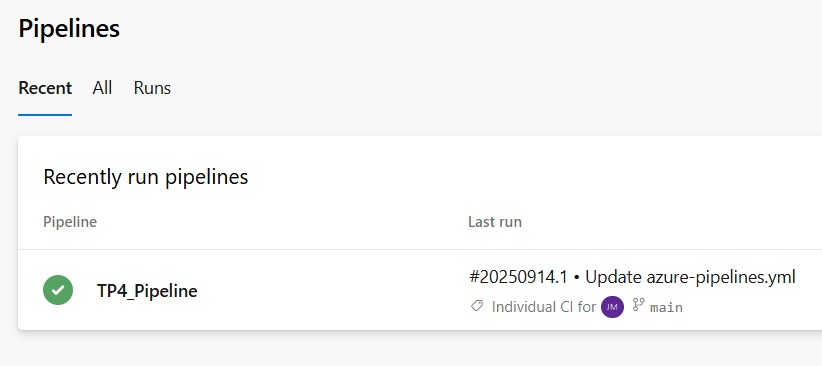 Pipelines
Recent All Runs
Recently run pipelines
Pipeline Last run
TP4_Pipeline #20250914.1 • Update azure-pipelines.yml
Individual CI for JM main